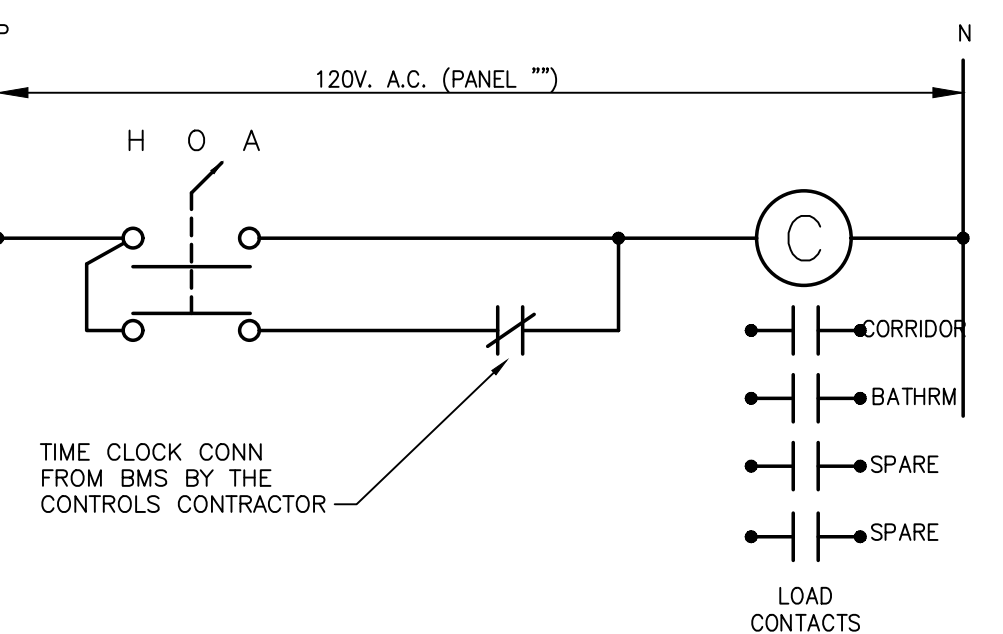 P
N
120V. A.C. (PANEL "")
H O A
C
CORRIDOR
BATHRM
SPARE
SPARE
TIME CLOCK CONN
FROM BMS BY THE
CONTROLS CONTRACTOR
LOAD
CONTACTS